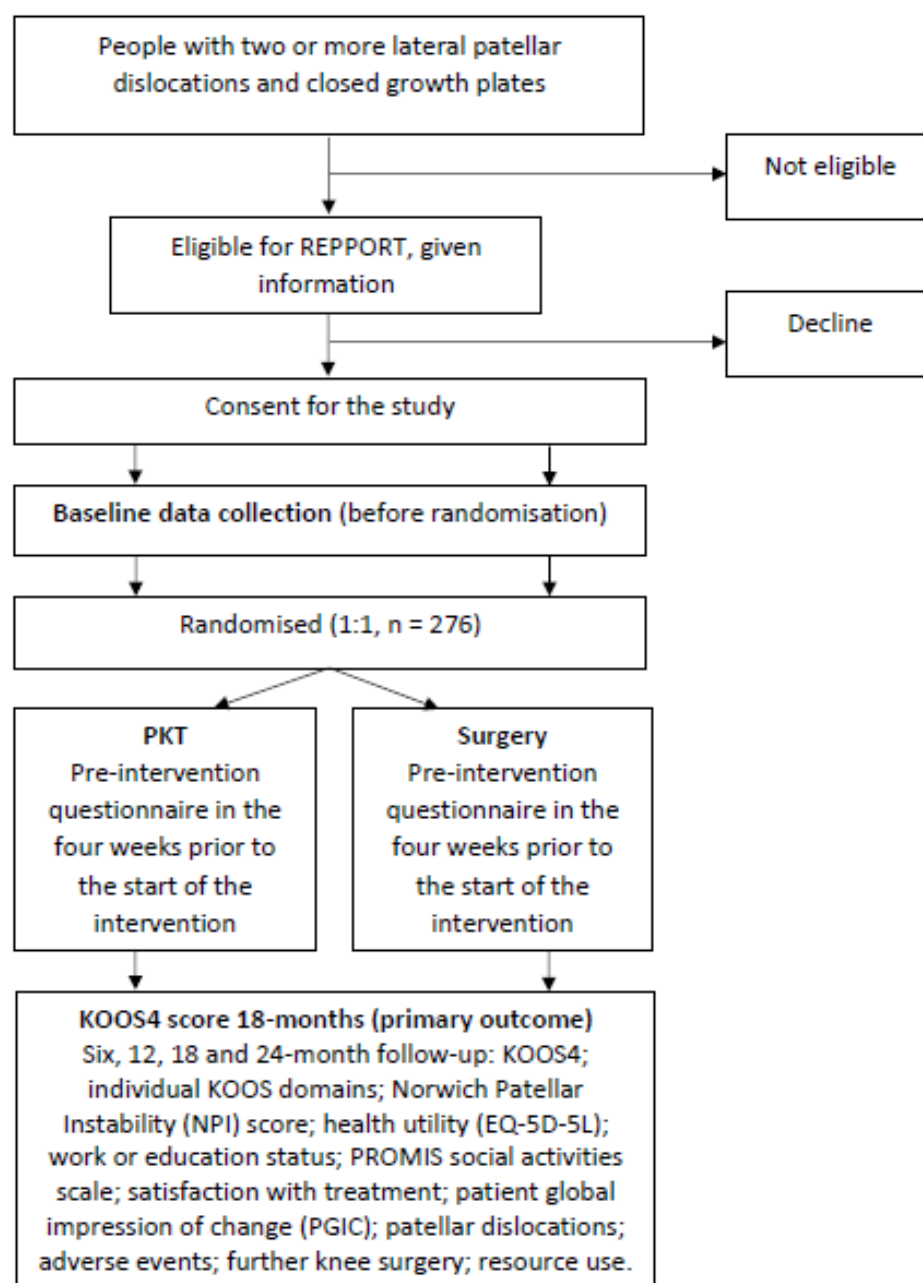 People with two or more lateral patellar
dislocations and closed growth plates
Not eligible
Eligible for REPPORT, given
information
Decline
Consent for the study
Baseline data collection (before randomisation)
Randomised (1:1, n = 276)
PKT
Pre-intervention
questionnaire in the
four weeks prior to
the start of the
intervention
Surgery
Pre-intervention
questionnaire in the
four weeks prior to
the start of the
intervention
KOOS4 score 18-months (primary outcome)
Six, 12, 18 and 24-month follow-up: KOOS4;
individual KOOS domains; Norwich Patellar
Instability (NPI) score; health utility (EQ-5D-5L);
work or education status; PROMIS social activities
scale; satisfaction with treatment; patient global
impression of change (PGIC); patellar dislocations;
adverse events; further knee surgery; resource use.